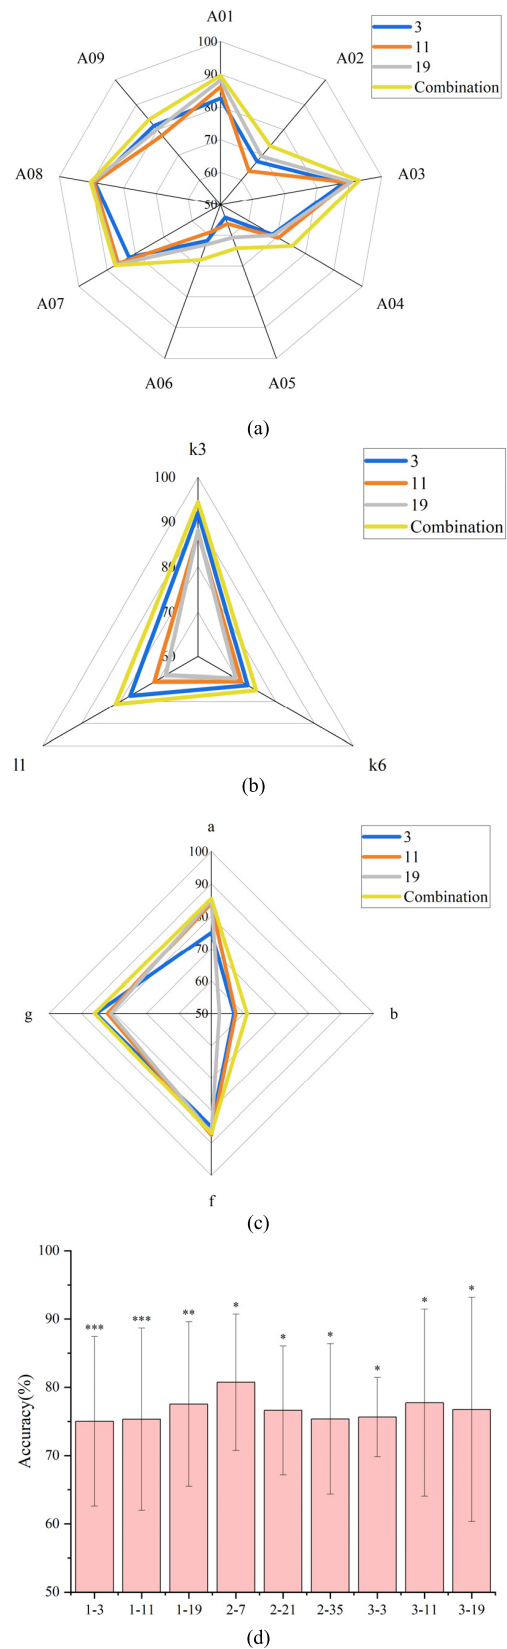 A01
100
3
11
19
Combination
A09
A02
90
80
70
60
50
A08
A03
A07
A04
A06
A05
(a)
k3
3
11
19
Combination
100
90
80
70
l1
k6
(b)
a
3
11
19
Combination
100
90
80
70
60
g
50
b
f
(c)
100
90
80
70
60
50
Accuracy(%)
*** *** ** * * * * * *
1-3 1-11 1-19 2-7 2-21 2-35 3-3 3-11 3-19
(d)